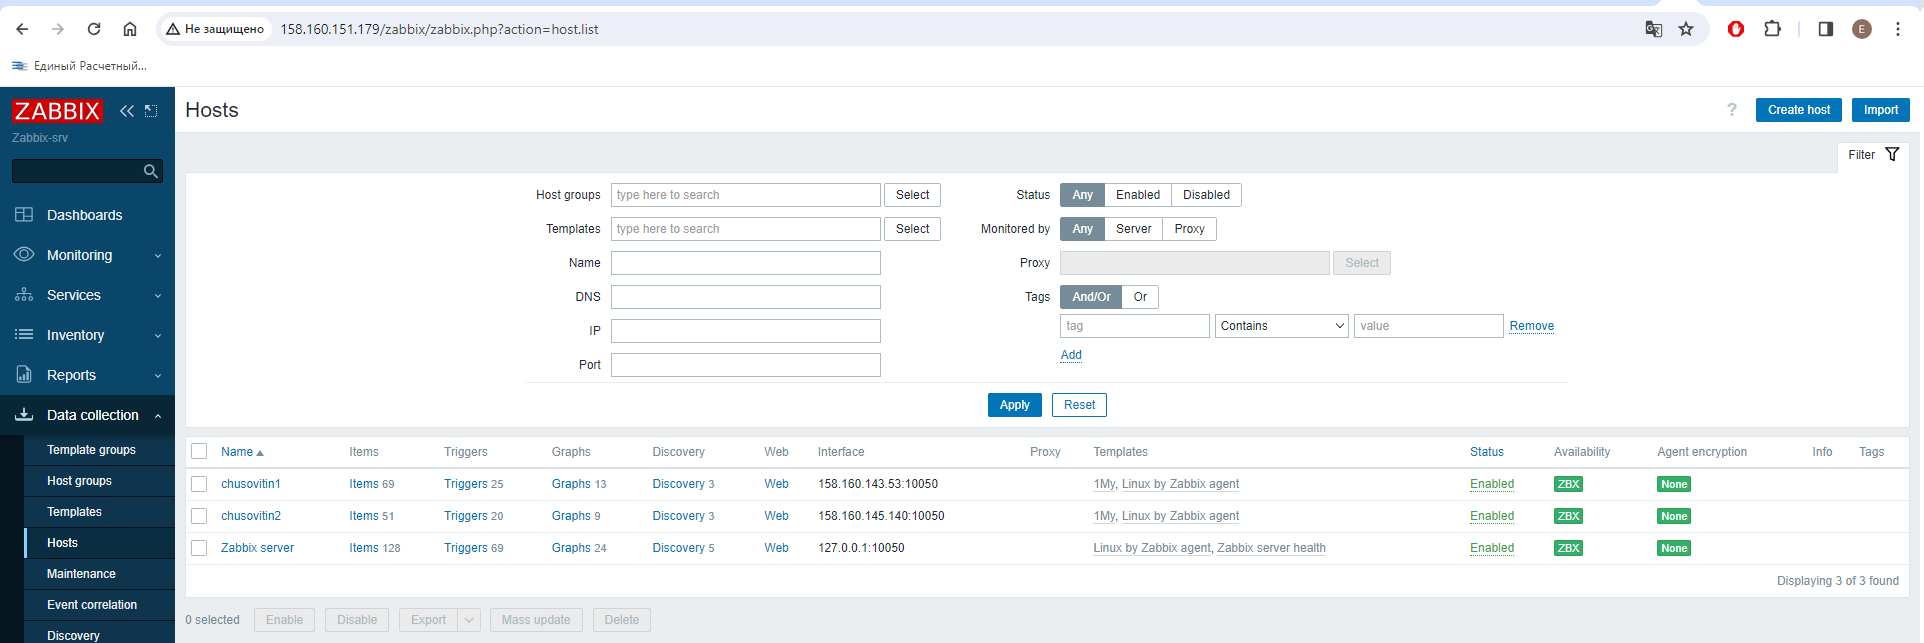 Не защищено 158.160.151.179/zabbix/zabbix.php?action=host.list E
Единый Расчетный...
ZABBIX
Zabbix-srv
Dashboards
Monitoring
Services
Inventory
Reports
Data collection
Template groups
Host groups
Templates
Hosts
Maintenance
Event correlation
Discovery
Hosts ? Create host Import
Filter
Host groups type here to search Select Status Any Enabled Disabled
Templates type here to search Select Monitored by Any Server Proxy
Name Proxy Select
DNS Tags And/Or Or
IP tag Contains value Remove
Port Add
Apply Reset
Name Items Triggers Graphs Discovery Web Interface Proxy Templates Status Availability Agent encryption Info Tags
chusovitin1 Items 69 Triggers 25 Graphs 13 Discovery 3 Web 158.160.143.53:10050 1My, Linux by Zabbix agent Enabled ZBX None
chusovitin2 Items 51 Triggers 20 Graphs 9 Discovery 3 Web 158.160.145.140:10050 1My, Linux by Zabbix agent Enabled ZBX None
Zabbix server Items 128 Triggers 69 Graphs 24 Discovery 5 Web 127.0.0.1:10050 Linux by Zabbix agent, Zabbix server health Enabled ZBX None
Displaying 3 of 3 found
0 selected Enable Disable Export Mass update Delete